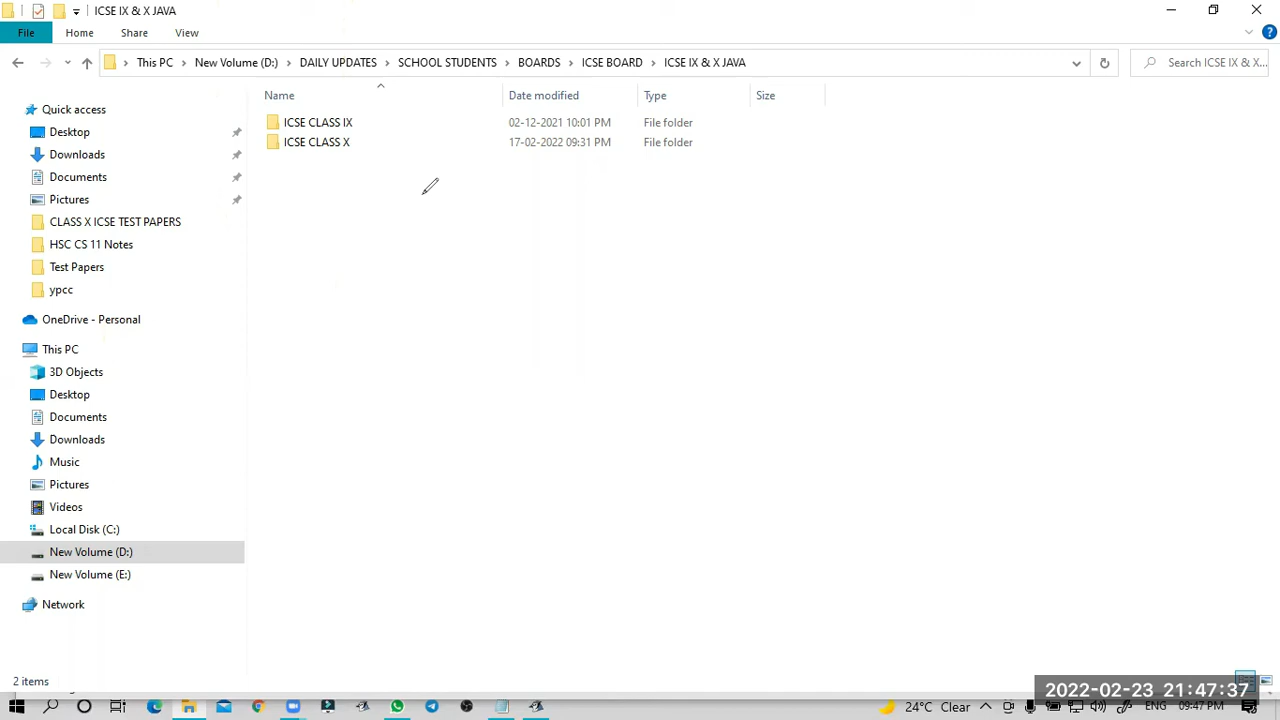 ICSE IX & X JAVA
File Home Share View
This PC New Volume (D:) DAILY UPDATES SCHOOL STUDENTS BOARDS ICSE BOARD ICSE IX & X JAVA Search ICSE IX & X...
Name Date modified Type Size
ICSE CLASS IX 02-12-2021 10:01 PM File folder
ICSE CLASS X 17-02-2022 09:31 PM File folder
Quick access
Desktop
Downloads
Documents
Pictures
CLASS X ICSE TEST PAPERS
HSC CS 11 Notes
Test Papers
ypcc
OneDrive - Personal
This PC
3D Objects
Desktop
Documents
Downloads
Music
Pictures
Videos
Local Disk (C:)
New Volume (D:)
New Volume (E:)
Network
2 items
2022-02-23 21:47:37
24°C Clear ENG 09:47 PM